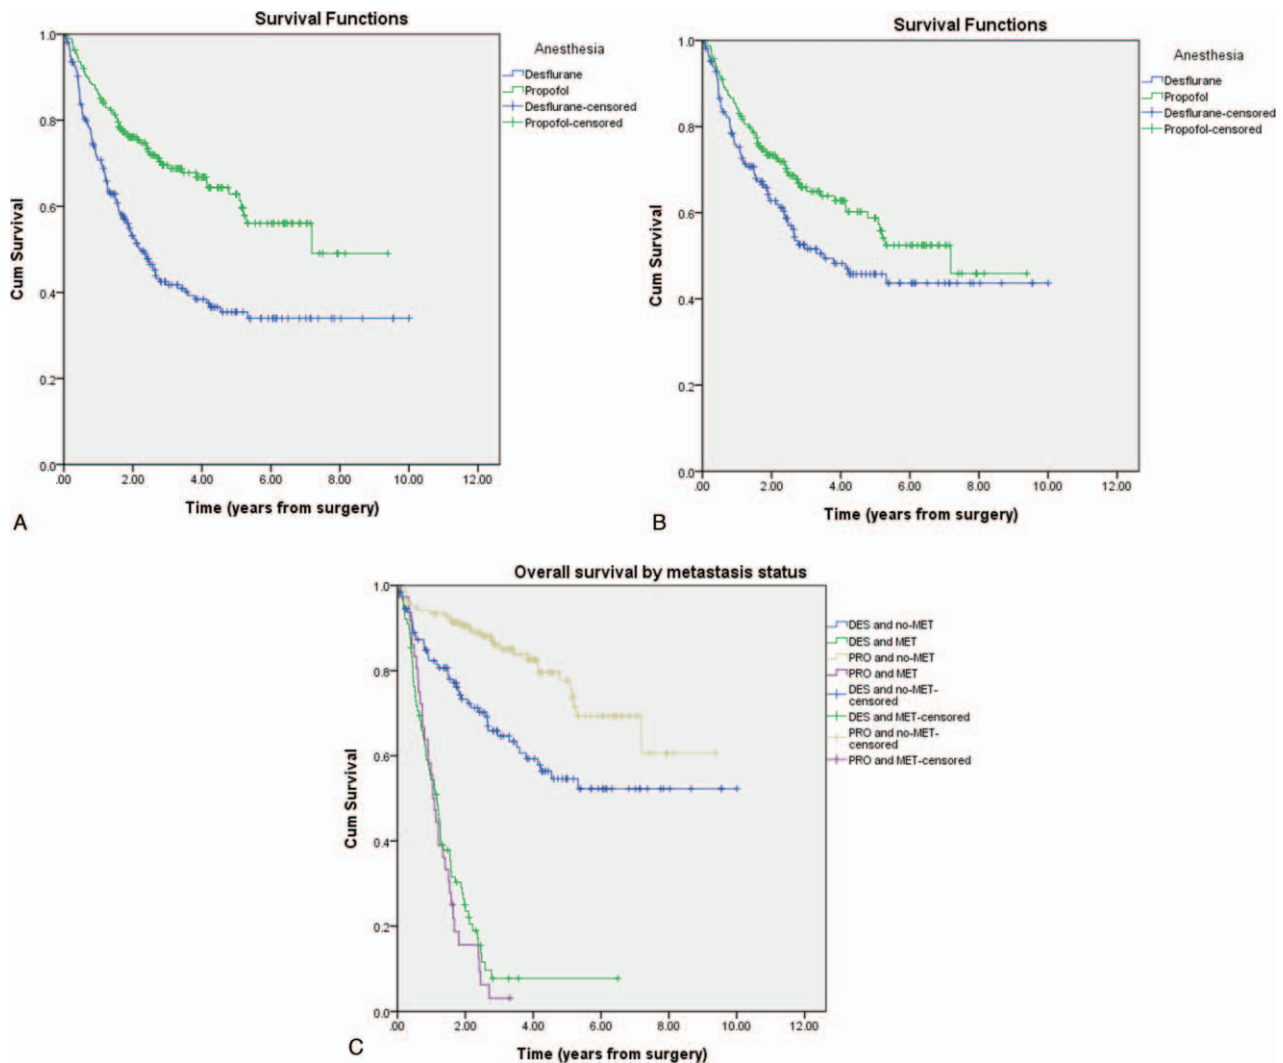 Survival Functions
Anesthesia
Desflurane
Propofol
Desflurane-censored
Propofol-censored
Cum Survival
1.0
0.8
0.6
0.4
0.2
0.0
.00
2.00
4.00
6.00
8.00
10.00
12.00
Time (years from surgery)
A
Survival Functions
Anesthesia
Desflurane
Propofol
Desflurane-censored
Propofol-censored
Cum Survival
1.0
0.8
0.6
0.4
0.2
0.0
.00
2.00
4.00
6.00
8.00
10.00
12.00
Time (years from surgery)
B
Overall survival by metastasis status
DES and no-MET
DES and MET
PRO and no-MET
PRO and MET
DES and no-MET-
censored
DES and MET-censored
PRO and no-MET-
censored
PRO and MET-censored
Cum Survival
1.0
0.8
0.6
0.4
0.2
0.0
.00
2.00
4.00
6.00
8.00
10.00
12.00
Time (years from surgery)
C